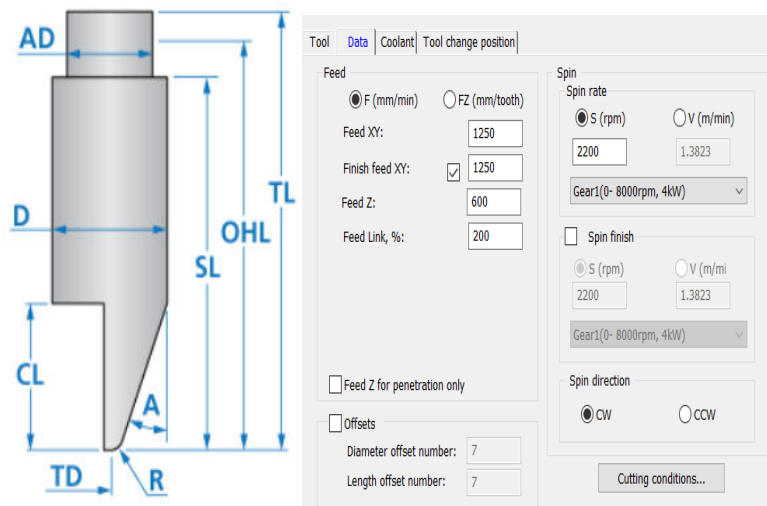 AD
D
TL
OHL
SL
CL
A
TD
R
Tool Data Coolant Tool change position
Feed
F (mm/min) FZ (mm/tooth)
Feed XY: 1250
Finish feed XY: 1250
Feed Z: 600
Feed Link, %: 200
Feed Z for penetration only
Offsets
Diameter offset number: 7
Length offset number: 7
Spin
Spin rate
S (rpm) V (m/min)
2200 1.3823
Gear1(0- 8000rpm, 4kW)
Spin finish
S (rpm) V (m/mi
2200 1.3823
Gear1(0- 8000rpm, 4kW)
Spin direction
CW CCW
Cutting conditions...